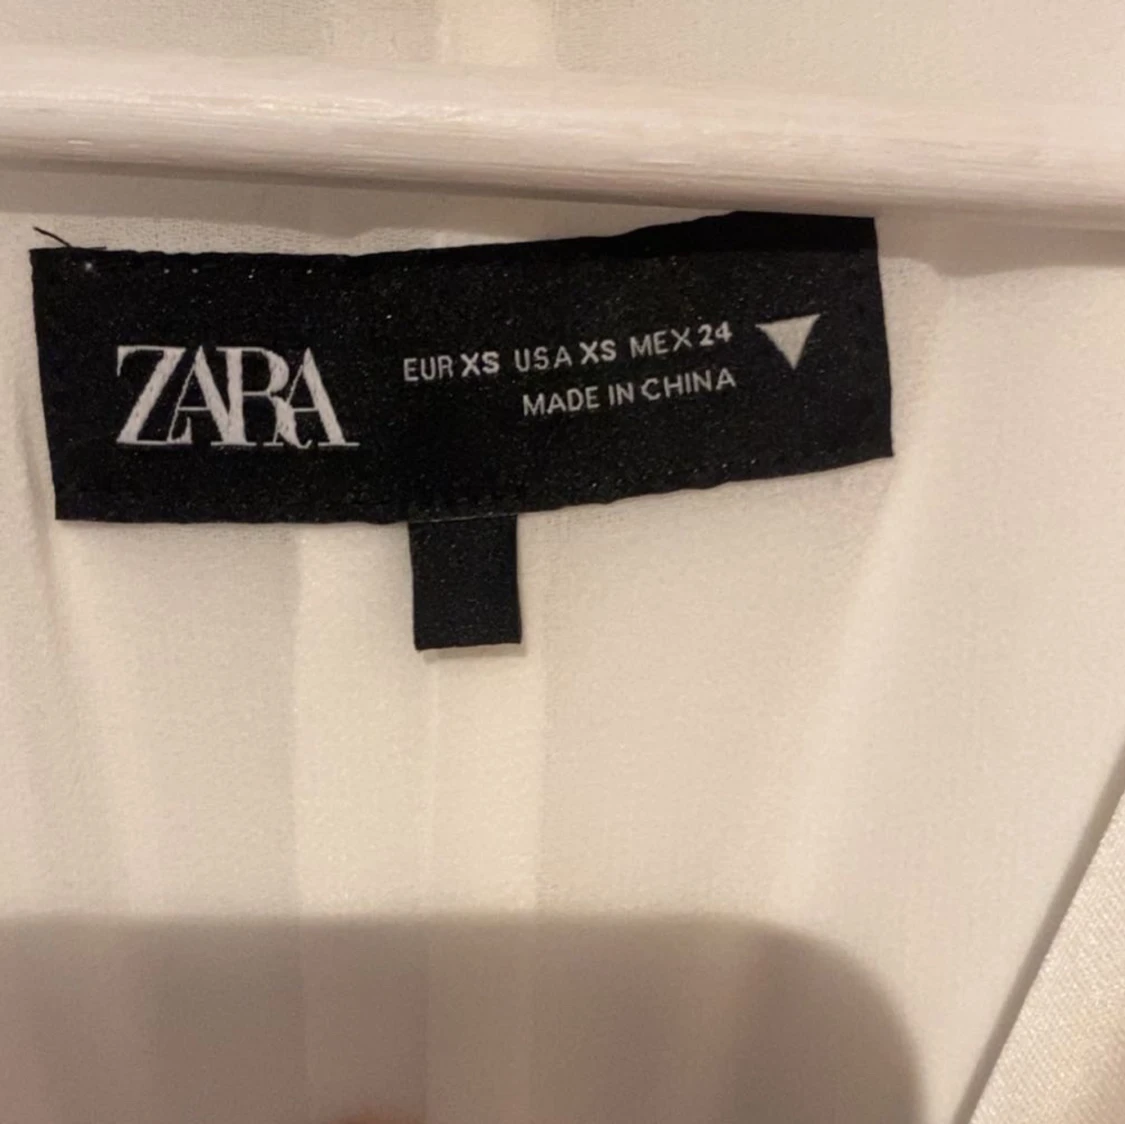 ZARA
EUR XS USA XS MEX 24
MADE IN CHINA